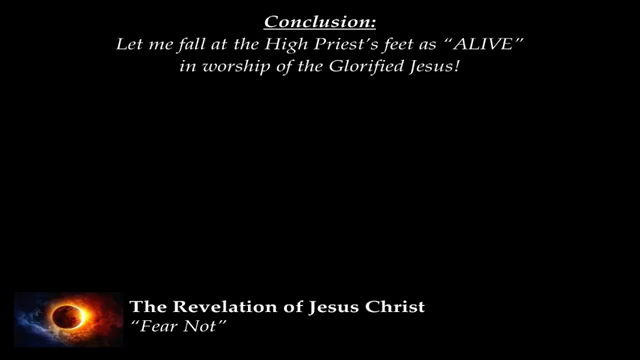 Conclusion:
Let me fall at the High Priest’s feet as “ALIVE”
in worship of the Glorified Jesus!
The Revelation of Jesus Christ
“Fear Not”